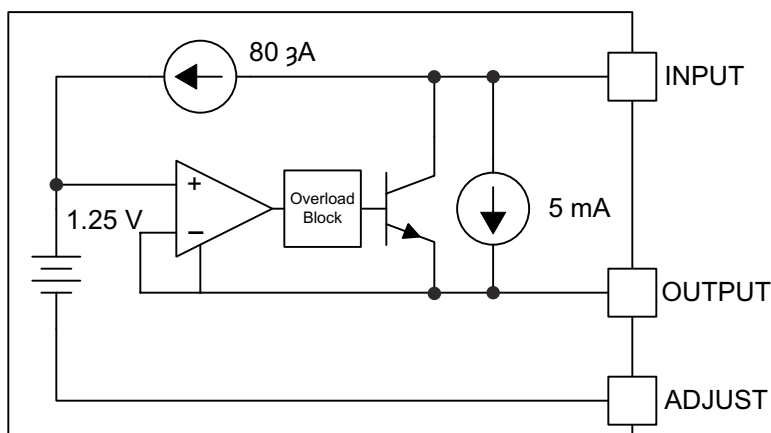 80 ʒA
INPUT
+
Overload
Block
1.25 V
5 mA
−
OUTPUT
ADJUST